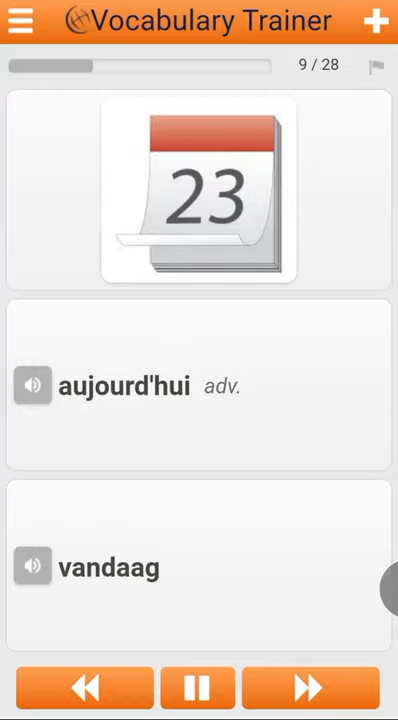 Vocabulary Trainer
9 / 28
23
aujourd'hui adv.
vandaag